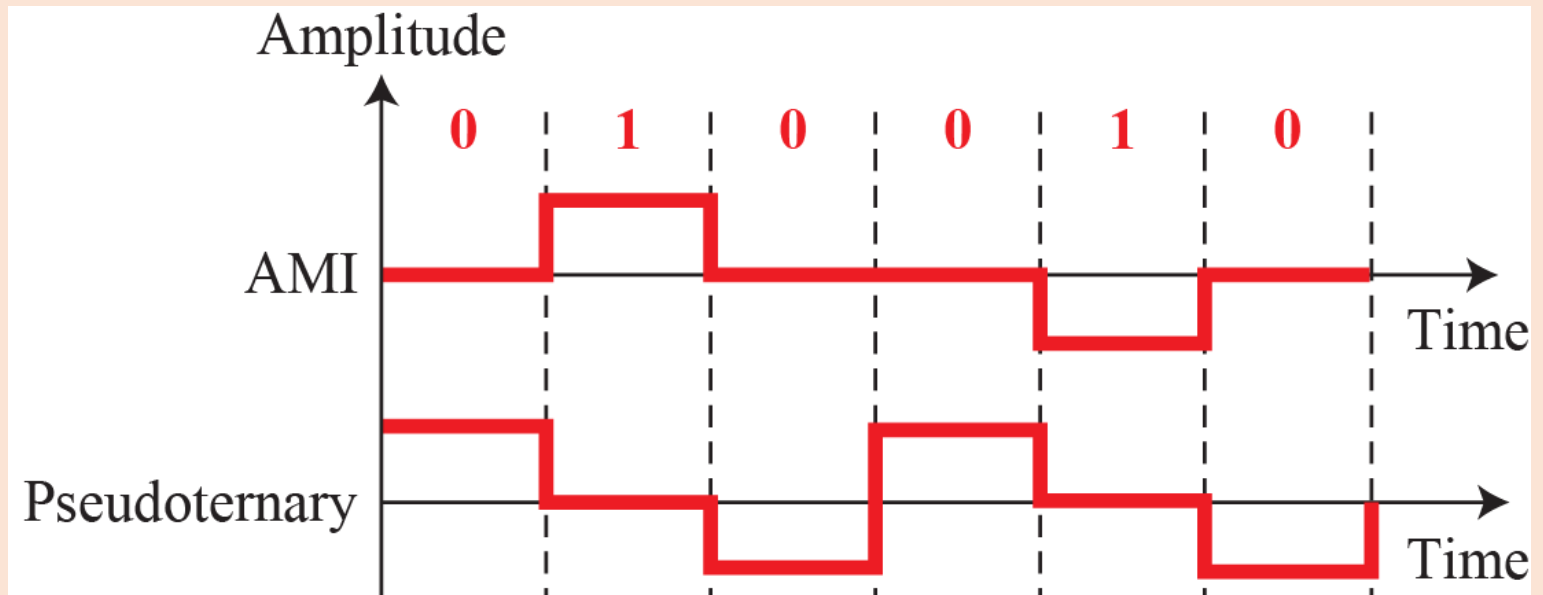 Amplitude
0 1 0 0 1 0
AMI
Time
Pseudoternary
Time